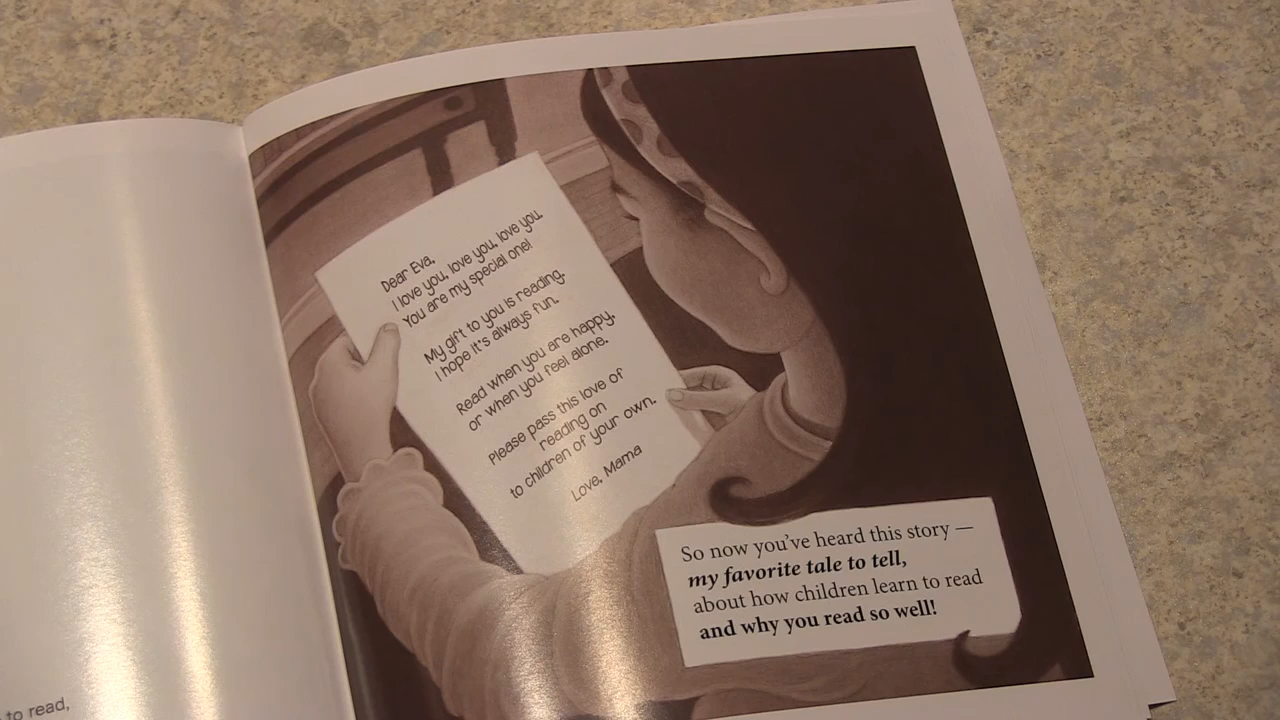 to read,
Dear Eva,
I love you, love you, love you.
You are my special one!
My gift to you is reading.
I hope it's always fun.
Read when you are happy,
or when you feel alone.
Please pass this love of
reading on
to children of your own.
Love, Mama
So now you've heard this story —
my favorite tale to tell,
about how children learn to read
and why you read so well!